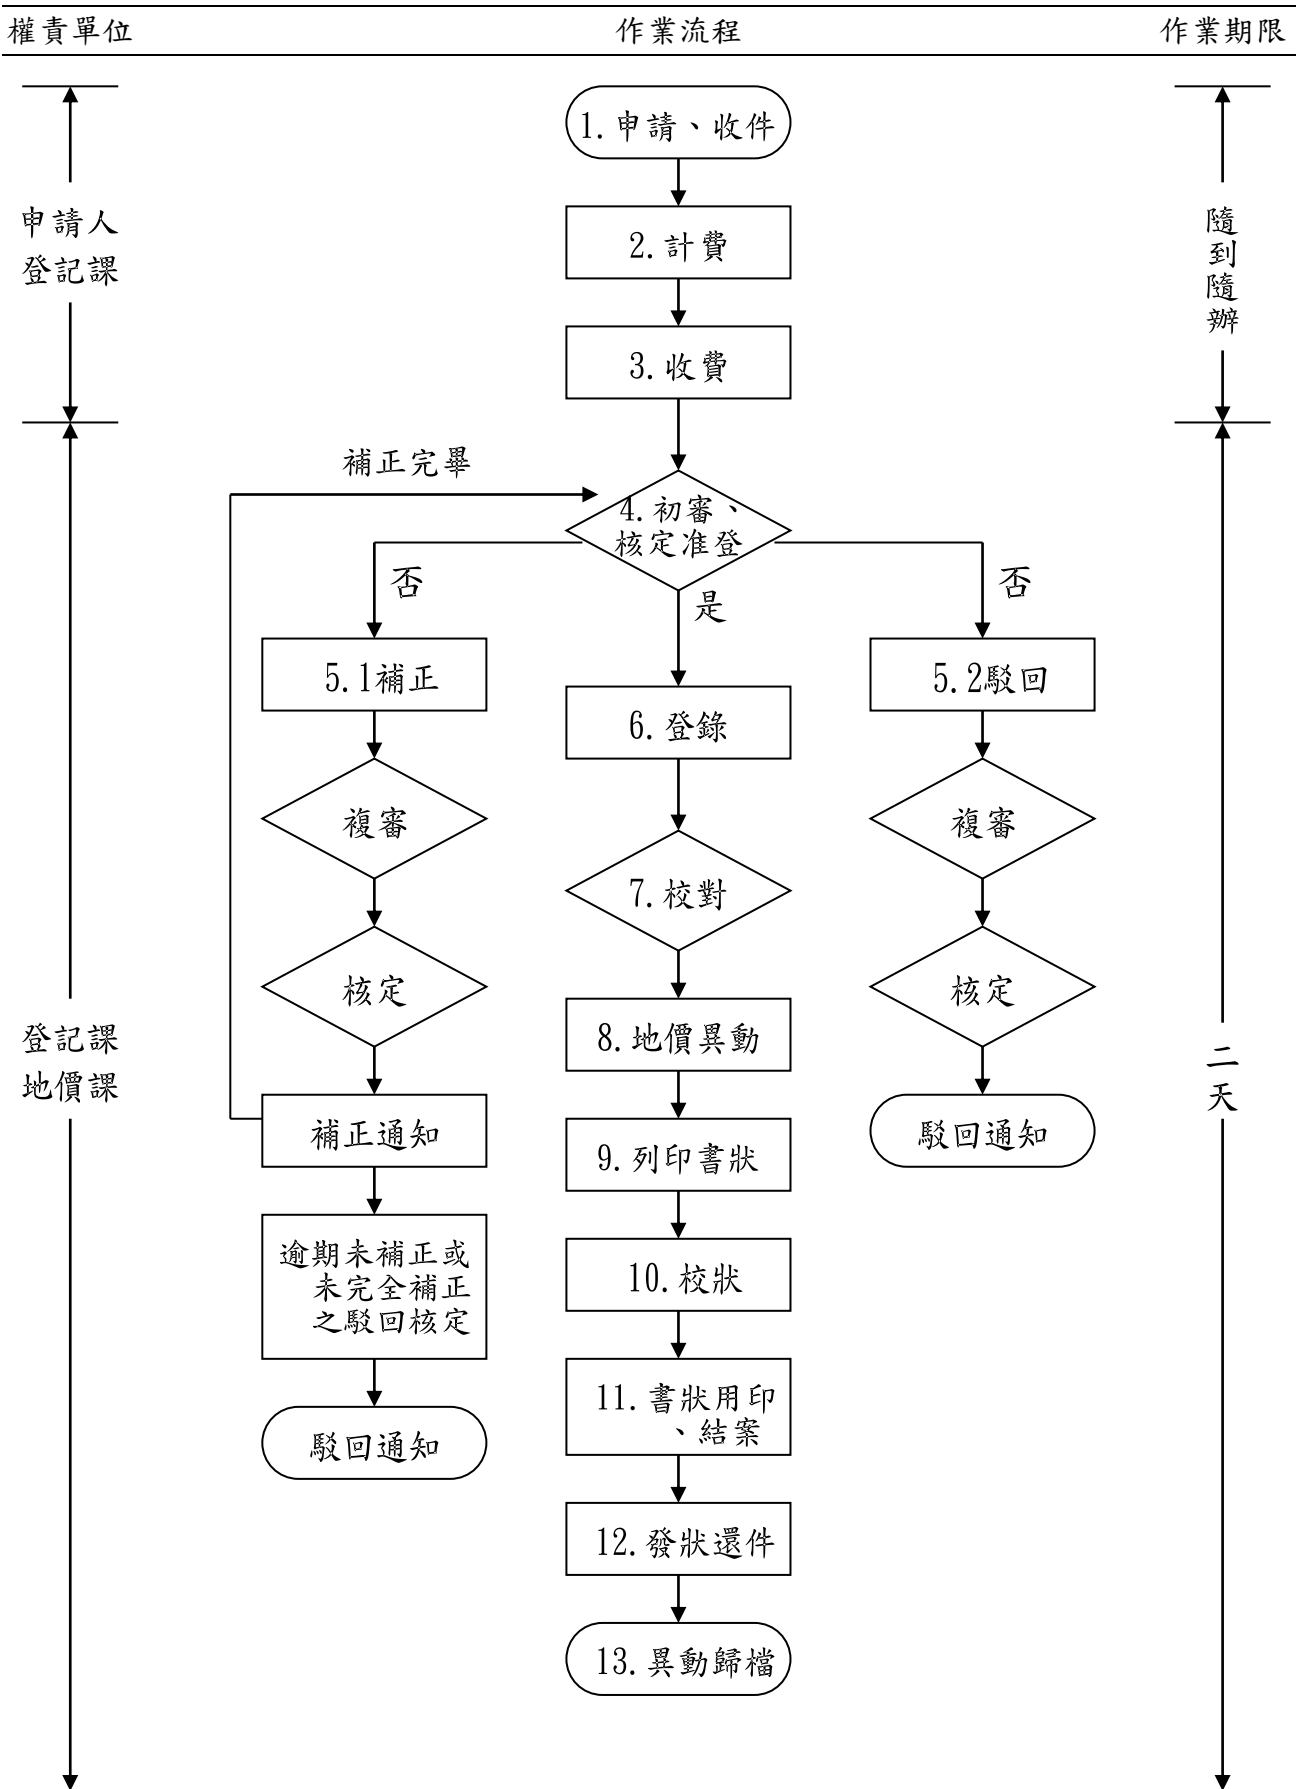 權責單位
作業流程
作業期限
1.申請、收件
申請人
登記課
隨到隨辦
2.計費
3.收費
補正完畢
4.初審、
核定准登
否
是
否
5.1補正
5.2駁回
6.登錄
複審
複審
7.校對
核定
核定
登記課
地價課
8.地價異動
二天
補正通知
駁回通知
9.列印書狀
逾期未補正或
未完全補正
之駁回核定
10.校狀
11.書狀用印
、結案
駁回通知
12.發狀還件
13.異動歸檔